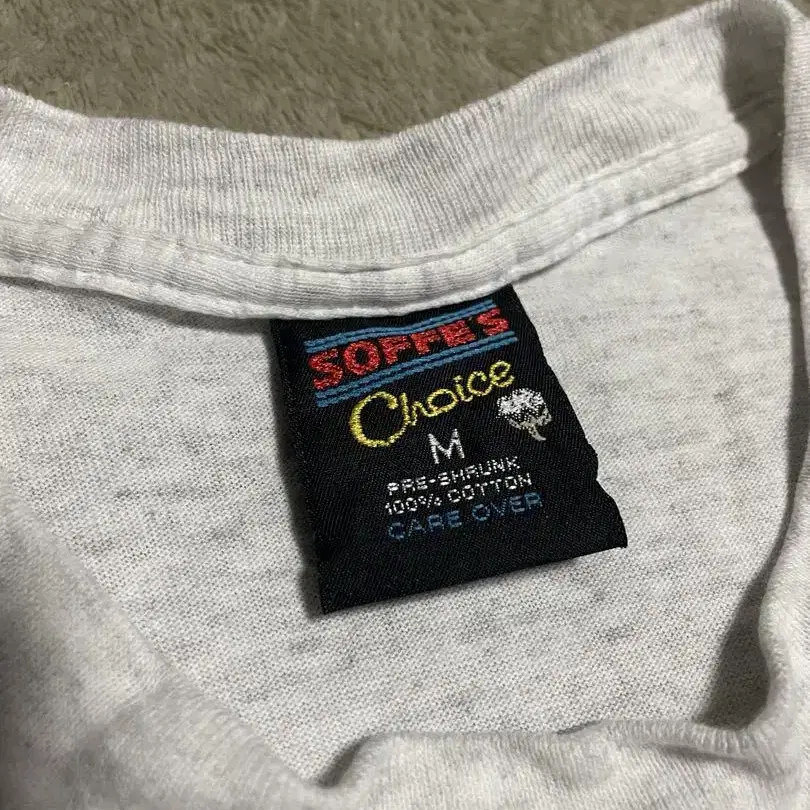 SOFFE'S
Choice
M
PRE-SHRUNK
100% COTTON
CARE OVER